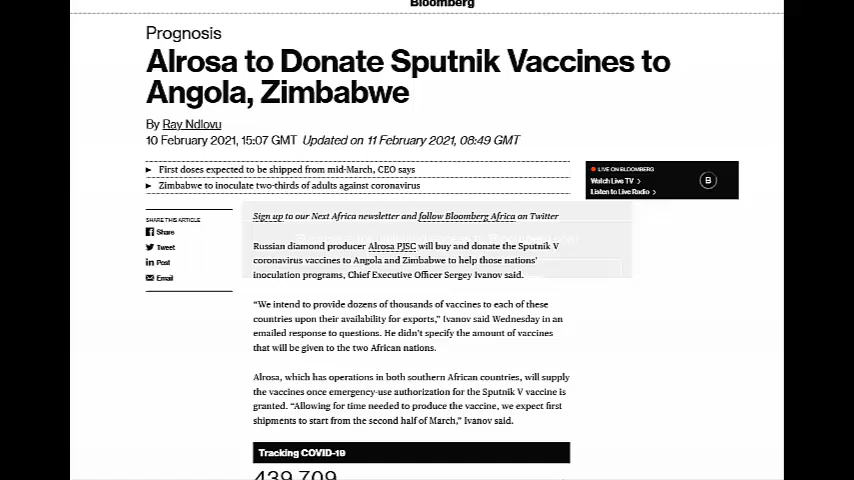 Bloomberg
Prognosis
Alrosa to Donate Sputnik Vaccines to
Angola, Zimbabwe
By Ray Ndlovu
10 February 2021, 15:07 GMT Updated on 11 February 2021, 08:49 GMT
▶ First doses expected to be shipped from mid-March, CEO says
▶ Zimbabwe to inoculate two-thirds of adults against coronavirus
LIVE ON BLOOMBERG
Watch Live TV >
Listen to Live Radio >
B
SHARE THIS ARTICLE
Share
Tweet
Post
Email
Sign up to our Next Africa newsletter and follow Bloomberg Africa on Twitter
Russian diamond producer Alrosa PJSC will buy and donate the Sputnik V
coronavirus vaccines to Angola and Zimbabwe to help those nations'
inoculation programs, Chief Executive Officer Sergey Ivanov said.
“We intend to provide dozens of thousands of vaccines to each of these
countries upon their availability for exports,” Ivanov said Wednesday in an
emailed response to questions. He didn't specify the amount of vaccines
that will be given to the two African nations.
Alrosa, which has operations in both southern African countries, will supply
the vaccines once emergency-use authorization for the Sputnik V vaccine is
granted. “Allowing for time needed to produce the vaccine, we expect first
shipments to start from the second half of March,” Ivanov said.
Tracking COVID-19
439,709